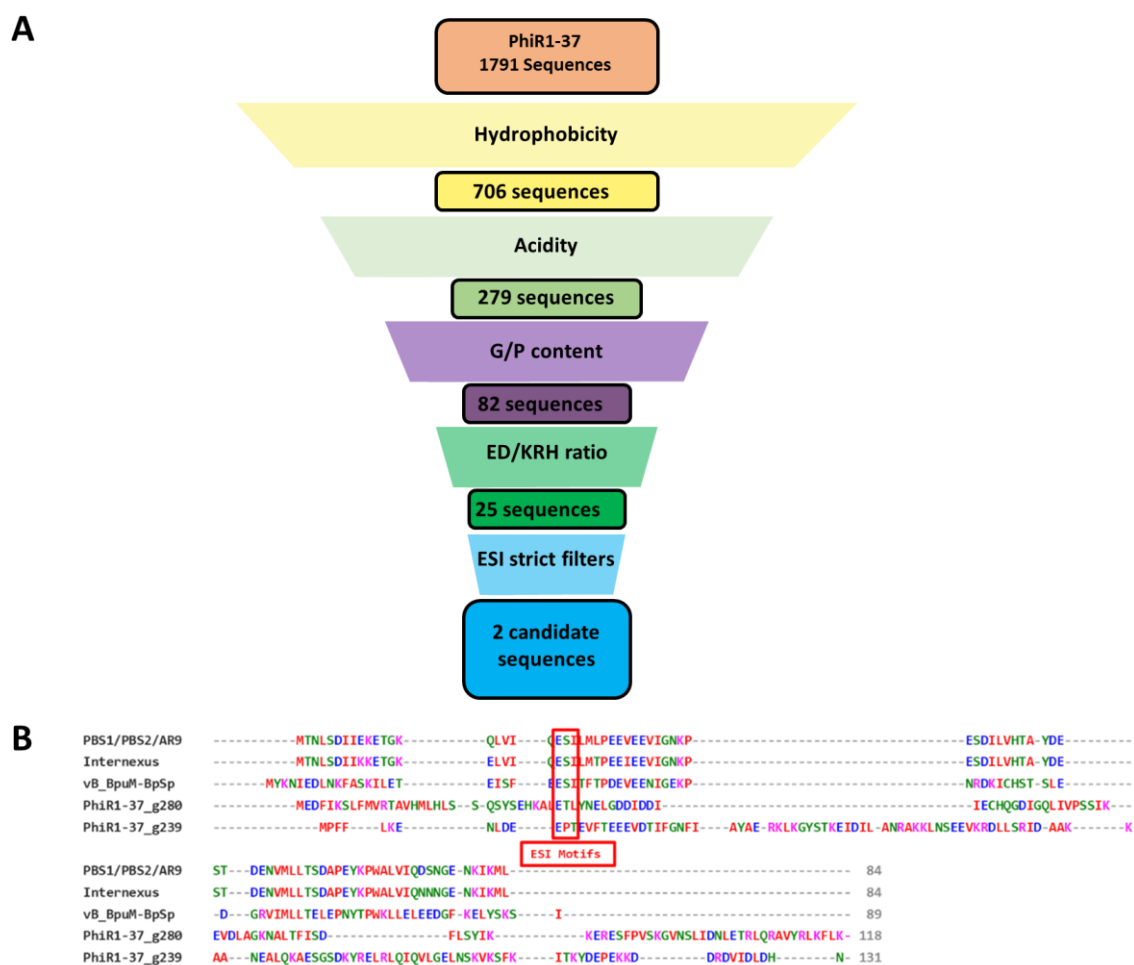 A
PhiR1-37
1791 Sequences
Hydrophobicity
706 sequences
Acidity
279 sequences
G/P content
82 sequences
ED/KRH ratio
25 sequences
ESI strict filters
2 candidate
sequences
B
PBS1/PBS2/AR9 ----------MTNLSDIIEKETGK----------QLVI----QESILMLPEEVEEVIGNKP---------------------------------ESDILVHTA-YDE--------
Internexus ----------MTNLSDIIKKETGK----------ELVI----QESILMTPEEIEEVIGNKP---------------------------------ESDILVHTA-YDE--------
vB_BpuM-BpSp ------MYKNIEDLNKFASKILET----------EISF----EESITFTPDEVEENIGEKP---------------------------------NRDKICHST-SLE--------
PhiR1-37_g280 ----------MEDFIKSLFMVRTAVHMLHLS--S-QSYSEHKALETLYNELGDDIDDI--------------------------------------IECHQGDIGQLIVPSSIK---
PhiR1-37_g239 ------------MPFF----LKE---------NLDE-----EPTEVFTEEEVDTIFGNFI----AYAE-RKLKGYSTKEIDIL-ANRAKKLNSEEVKRDLLSRID-AAK------K
ESI Motifs
PBS1/PBS2/AR9 ST--DENVMLLTSDAPEYKPWALVIQDSNGE-NKIKML---------------------------------------- 84
Internexus ST--DENVMLLTSDAPEYKPWALVIQNNNGE-NKIKML---------------------------------------- 84
vB_BpuM-BpSp -D---GRVIMLLTELEPNYTPWKLLELEEDGF-KELYSKS-----I---------------------------------- 89
PhiR1-37_g280 EVDLAGKNALTFISD---------------FLSYIK----------------KERESFPVSKGVNSLIDNLETRLQRAVYRLKFLK- 118
PhiR1-37_g239 AA--NEALQKAESGSDKYRELRLQIQVLGELNSKVKSFK-----ITKYDEPEKKD---------DRDVIDLDH--------N- 131